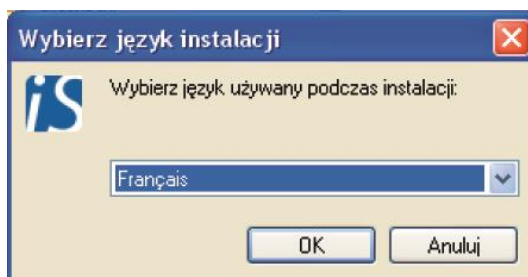 Wybierz język instalacji
iS
Wybierz język używany podczas instalacji:
Français
OK
Anuluj